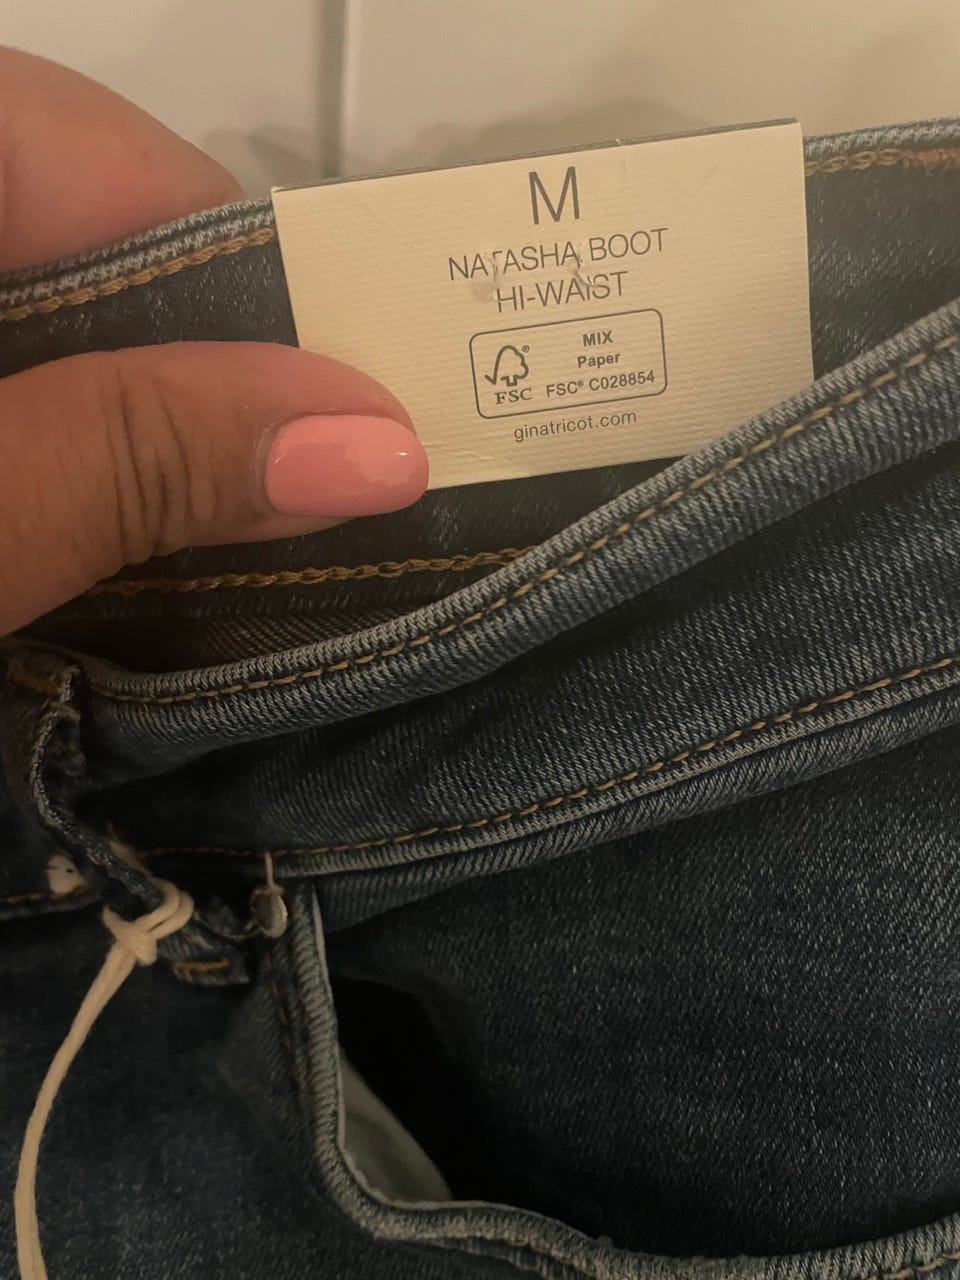 M
NATASHA BOOT
HI-WAIST
MIX
Paper
FSC® C028854
FSC
ginatricot.com